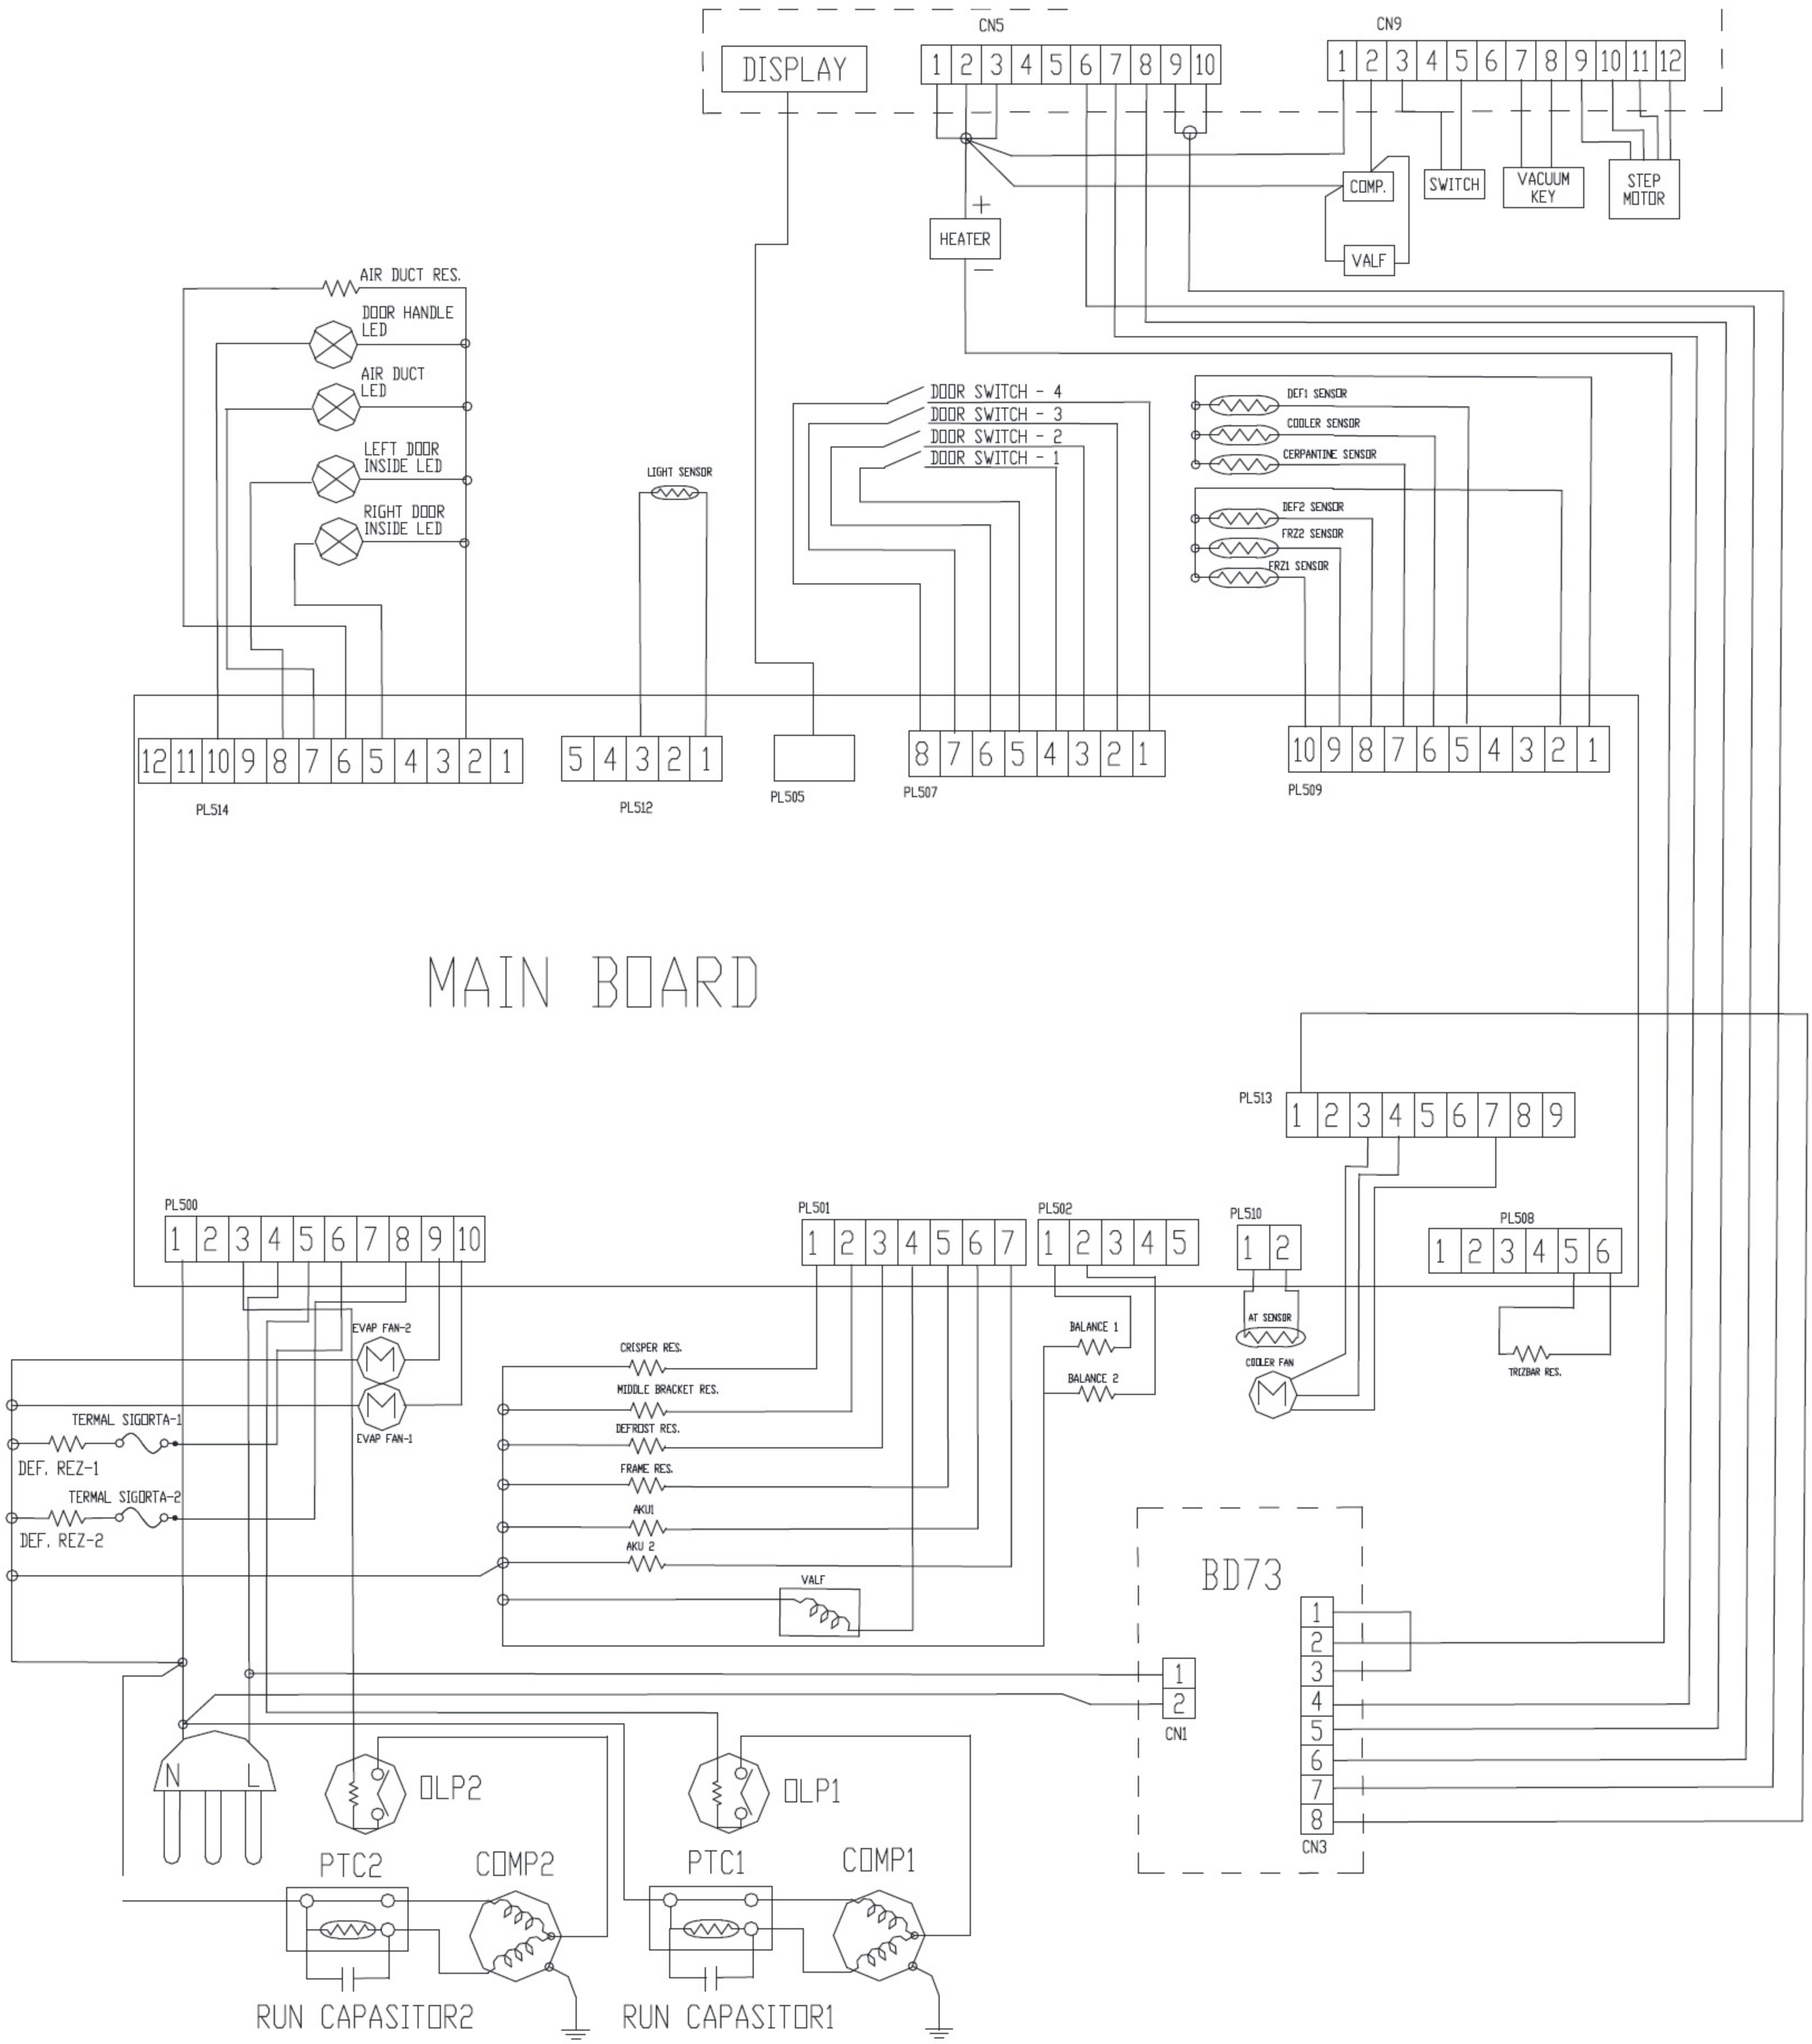 CN5
CN9
DISPLAY
1 2 3 4 5 6 7 8 9 10
1 2 3 4 5 6 7 8 9 10 11 12
COMP.
SWITCH
VACUUM
KEY
STEP
MOTOR
+
HEATER
—
VALF
AIR DUCT RES.
DOOR HANDLE
LED
AIR DUCT
LED
LEFT DOOR
INSIDE LED
RIGHT DOOR
INSIDE LED
LIGHT SENSOR
DOOR SWITCH - 4
DOOR SWITCH - 3
DOOR SWITCH - 2
DOOR SWITCH - 1
DEF1 SENSOR
COOLER SENSOR
CERPANTINE SENSOR
DEF2 SENSOR
FRZ2 SENSOR
FRZ1 SENSOR
12 11 10 9 8 7 6 5 4 3 2 1
PL514
5 4 3 2 1
PL512
PL505
8 7 6 5 4 3 2 1
PL507
10 9 8 7 6 5 4 3 2 1
PL509
MAIN BOARD
PL513
1 2 3 4 5 6 7 8 9
PL500
1 2 3 4 5 6 7 8 9 10
PL501
1 2 3 4 5 6 7
PL502
1 2 3 4 5
PL510
1 2
PL508
1 2 3 4 5 6
EVAP FAN-2
EVAP FAN-1
TERMAL SIGORTA-1
DEF. REZ-1
TERMAL SIGORTA-2
DEF. REZ-2
CRISPER RES.
MIDDLE BRACKET RES.
DEFROST RES.
FRAME RES.
AKU1
AKU 2
VALF
BALANCE 1
BALANCE 2
AT SENSOR
COOLER FAN
TRIZBAR RES.
BD73
1
2
3
4
5
6
7
8
CN3
1
2
CN1
N L
OLP2
OLP1
PTC2
COMP2
PTC1
COMP1
RUN CAPASITOR2
RUN CAPASITOR1